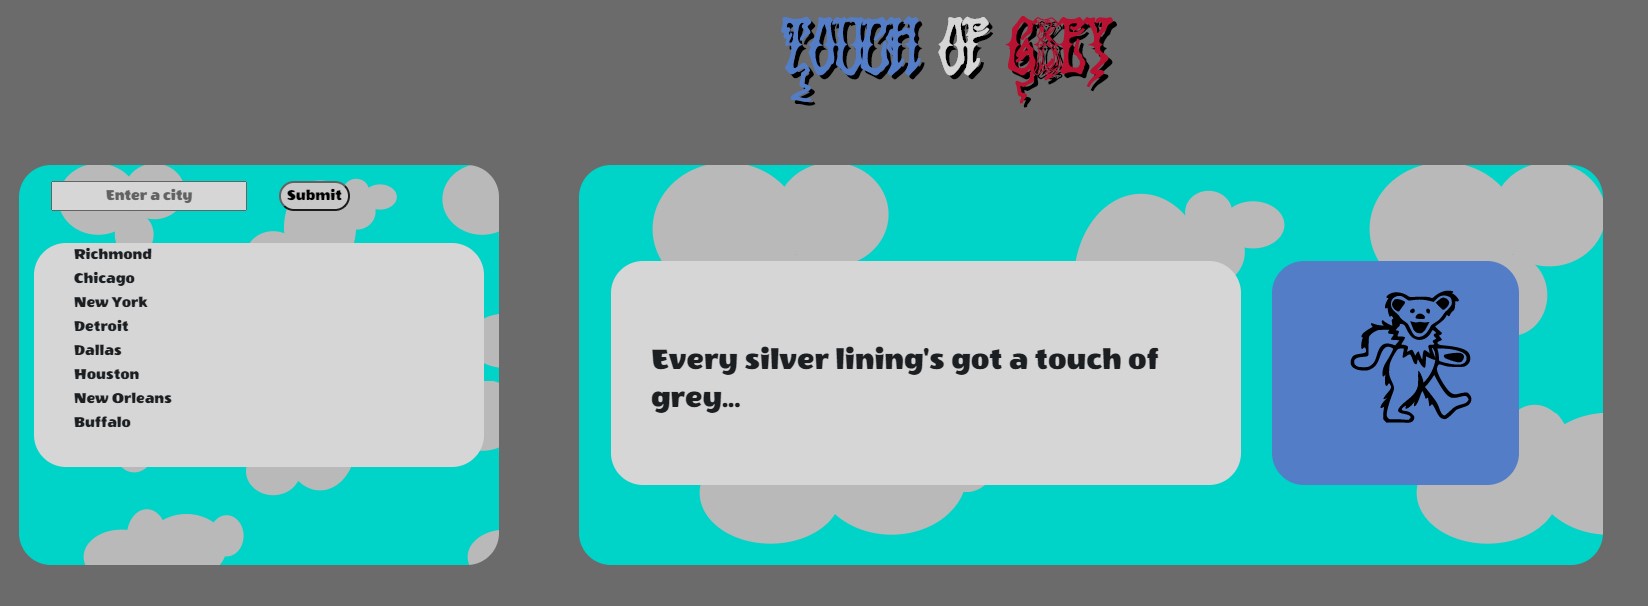 TOUCH OF GREY
Enter a city
Submit
Richmond
Chicago
New York
Detroit
Dallas
Houston
New Orleans
Buffalo
Every silver lining's got a touch of
grey...